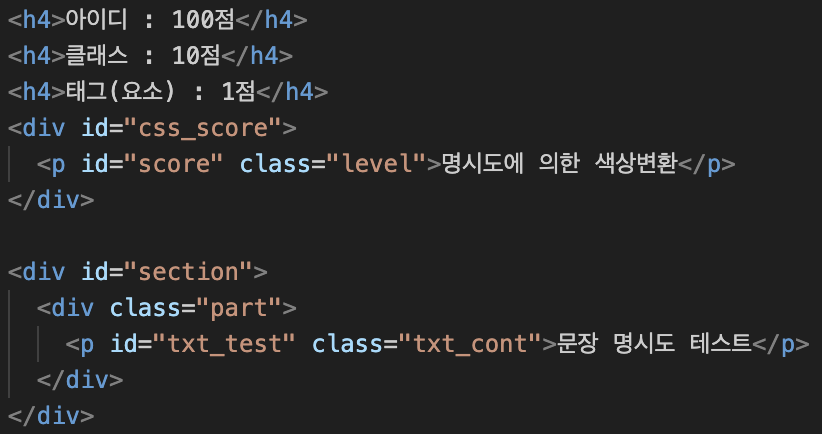 <h4>아이디 : 100점</h4>
<h4>클래스 : 10점</h4>
<h4>태그(요소) : 1점</h4>
<div id="css_score">
<p id="score" class="level">명시도에 의한 색상변환</p>
</div>
<div id="section">
<div class="part">
<p id="txt_test" class="txt_cont">문장 명시도 테스트</p>
</div>
</div>